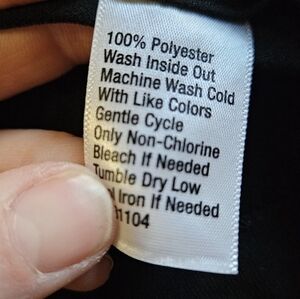 100% Polyester
Wash Inside Out
Machine Wash Cold
With Like Colors
Gentle Cycle
Only Non-Chlorine
Bleach If Needed
Tumble Dry Low
Iron If Needed
1104